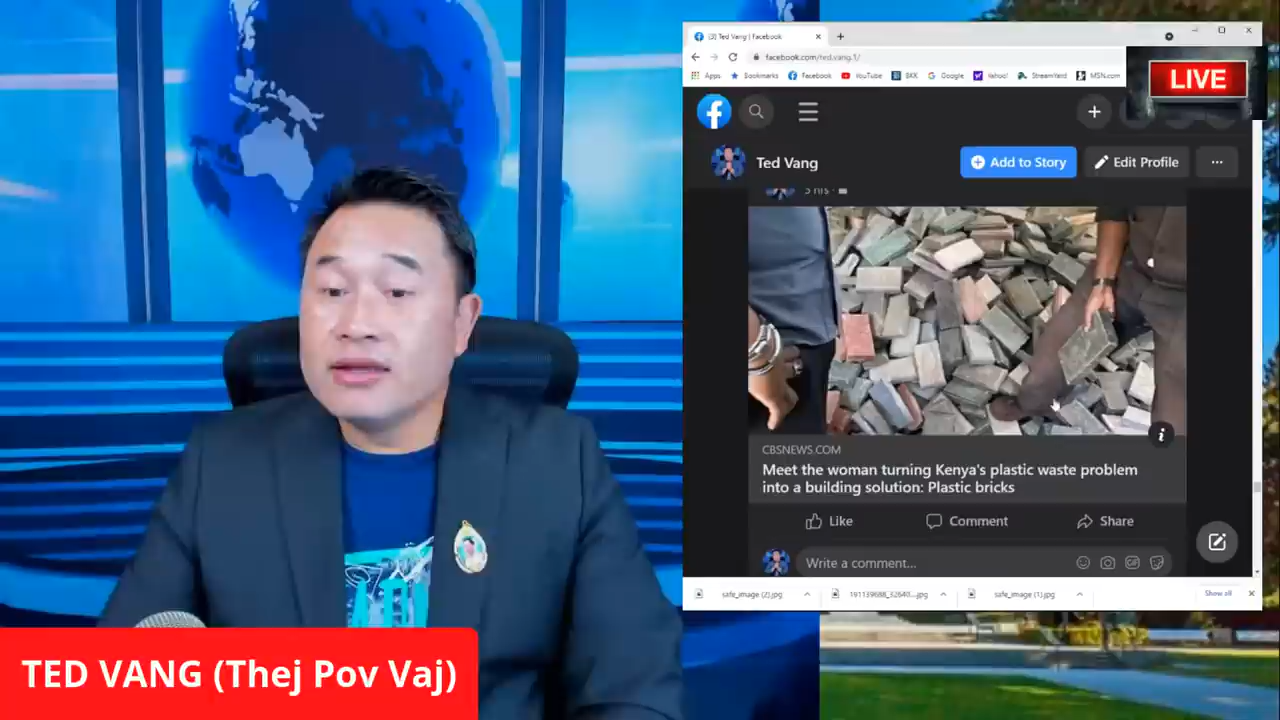 (3) Ted Vang | Facebook
facebook.com/ted.vang.1/
Apps Bookmarks Facebook YouTube Google Yahoo! StreamYard MSN.com
LIVE
Ted Vang
Add to Story
Edit Profile
CBSNEWS.COM
Meet the woman turning Kenya's plastic waste problem
into a building solution: Plastic bricks
Like Comment Share
Write a comment...
GIF
safe_image (2).jpg
safe_image (1).jpg
Show all
TED VANG (Thej Pov Vaj)